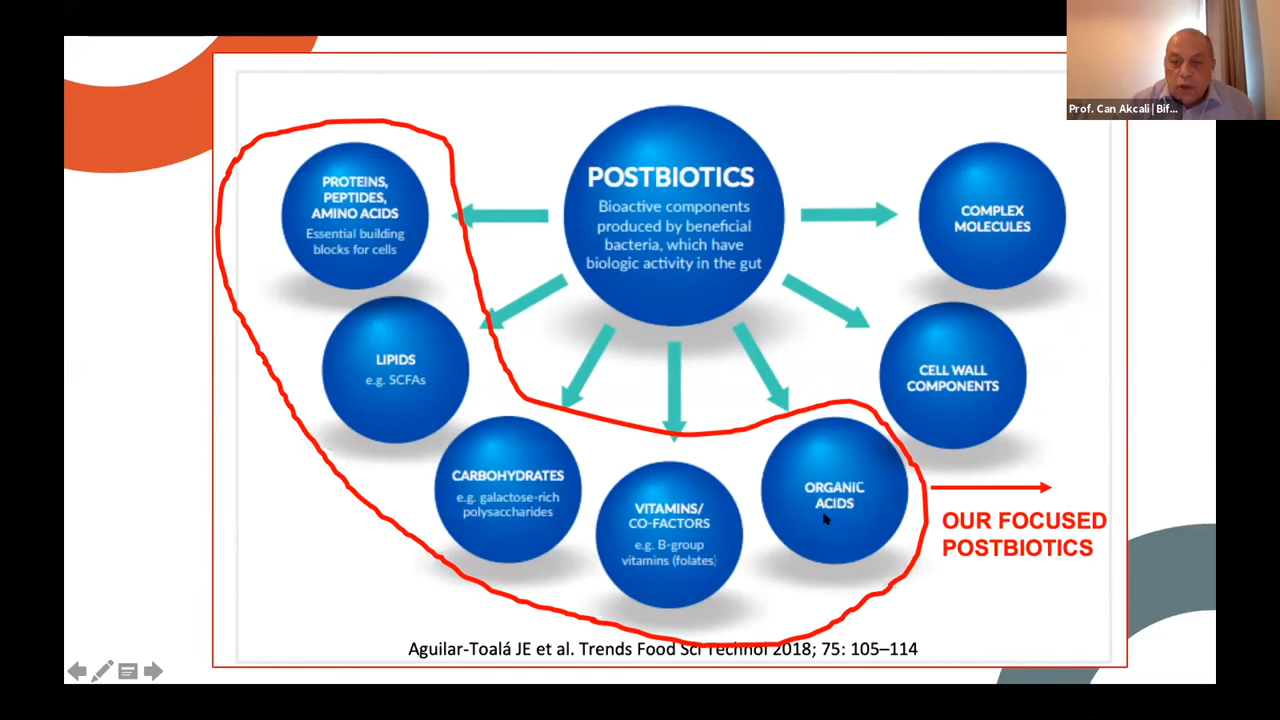 Prof. Can Akcali | Bif...
POSTBIOTICS
Bioactive components
produced by beneficial
bacteria, which have
biologic activity in the gut
PROTEINS,
PEPTIDES,
AMINO ACIDS
Essential building
blocks for cells
LIPIDS
e.g. SCFAs
CARBOHYDRATES
e.g. galactose-rich
polysaccharides
VITAMINS/
CO-FACTORS
e.g. B-group
vitamins (folates)
ORGANIC
ACIDS
CELL WALL
COMPONENTS
COMPLEX
MOLECULES
OUR FOCUSED
POSTBIOTICS
Aguilar-Toalá JE et al. Trends Food Sci Technol 2018; 75: 105–114